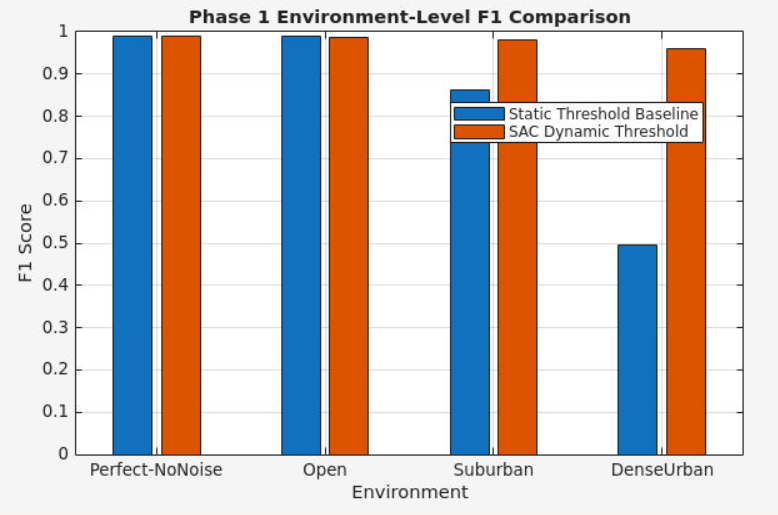 Phase 1 Environment-Level F1 Comparison
1
0.9
0.8
0.7
0.6
0.5
0.4
0.3
0.2
0.1
0
F1 Score
Static Threshold Baseline
SAC Dynamic Threshold
Perfect-NoNoise
Open
Suburban
DenseUrban
Environment